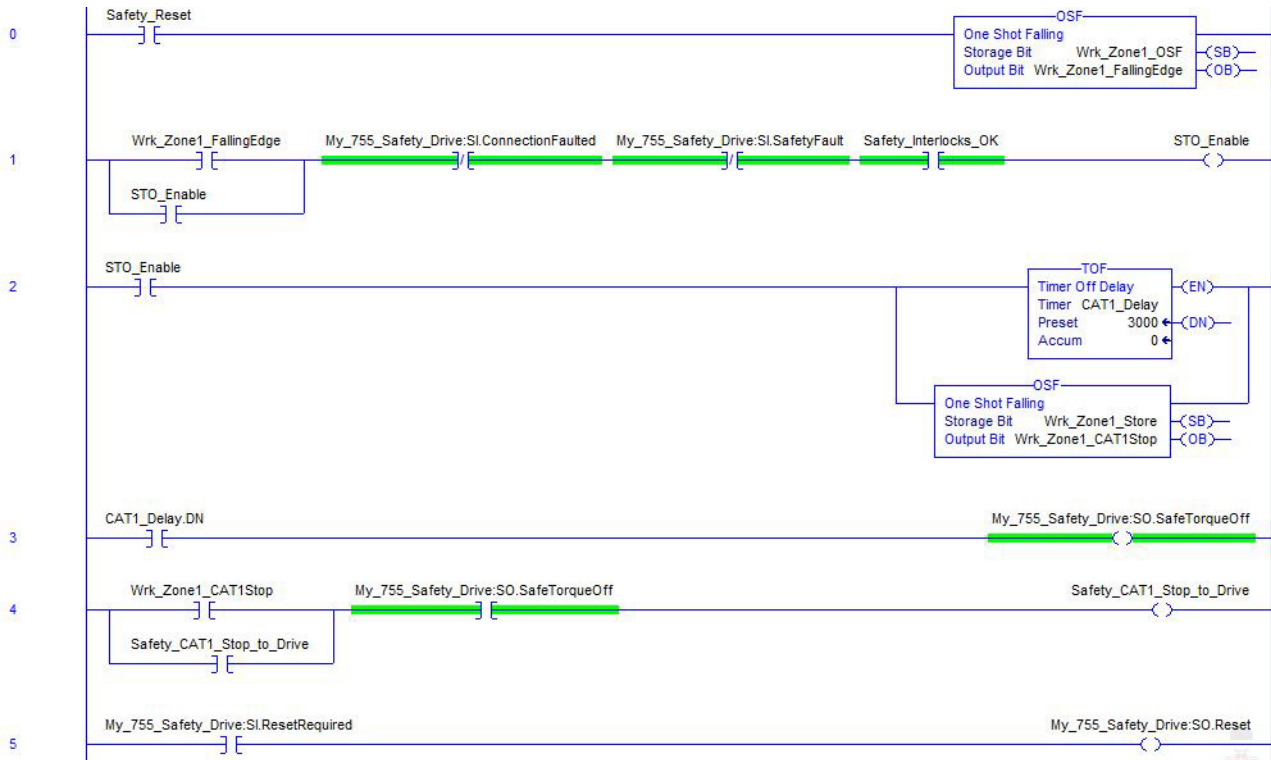 Safety_Reset
0
OSF
One Shot Falling
Storage Bit Wrk_Zone1_OSF (SB)
Output Bit Wrk_Zone1_FallingEdge (OB)
Wrk_Zone1_FallingEdge My_755_Safety_Drive:SI.ConnectionFaulted My_755_Safety_Drive:SI.SafetyFault Safety_Interlocks_OK STO_Enable
1
STO_Enable
STO_Enable
2
TOF
Timer Off Delay (EN)
Timer CAT1_Delay
Preset 3000 (DN)
Accum 0
OSF
One Shot Falling
Storage Bit Wrk_Zone1_Store (SB)
Output Bit Wrk_Zone1_CAT1Stop (OB)
CAT1_Delay.DN My_755_Safety_Drive:SO.SafeTorqueOff
3
Wrk_Zone1_CAT1Stop My_755_Safety_Drive:SO.SafeTorqueOff Safety_CAT1_Stop_to_Drive
4
Safety_CAT1_Stop_to_Drive
My_755_Safety_Drive:SI.ResetRequired My_755_Safety_Drive:SO.Reset
5